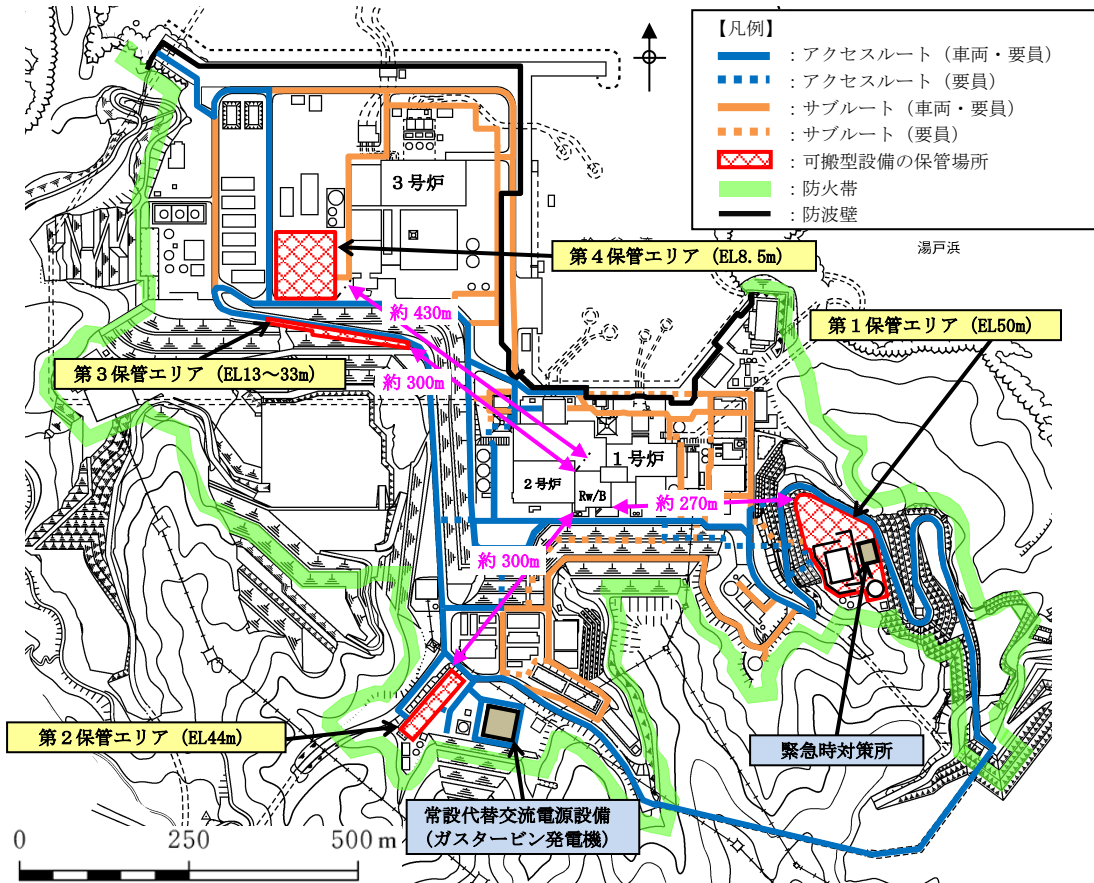 【凡例】
：アクセスルート（車両・要員）
：アクセスルート（要員）
：サブルート（車両・要員）
：サブルート（要員）
：可搬型設備の保管場所
：防火帯
：防波壁
３号炉
湯戸浜
第４保管エリア（EL8.5m）
約 430m
第１保管エリア（EL50m）
第３保管エリア（EL13～33m）
約 300m
１号炉
２号炉
Rw/B
約 270m
約 300m
第２保管エリア（EL44m）
緊急時対策所
常設代替交流電源設備
（ガスタービン発電機）
0 250 500 m